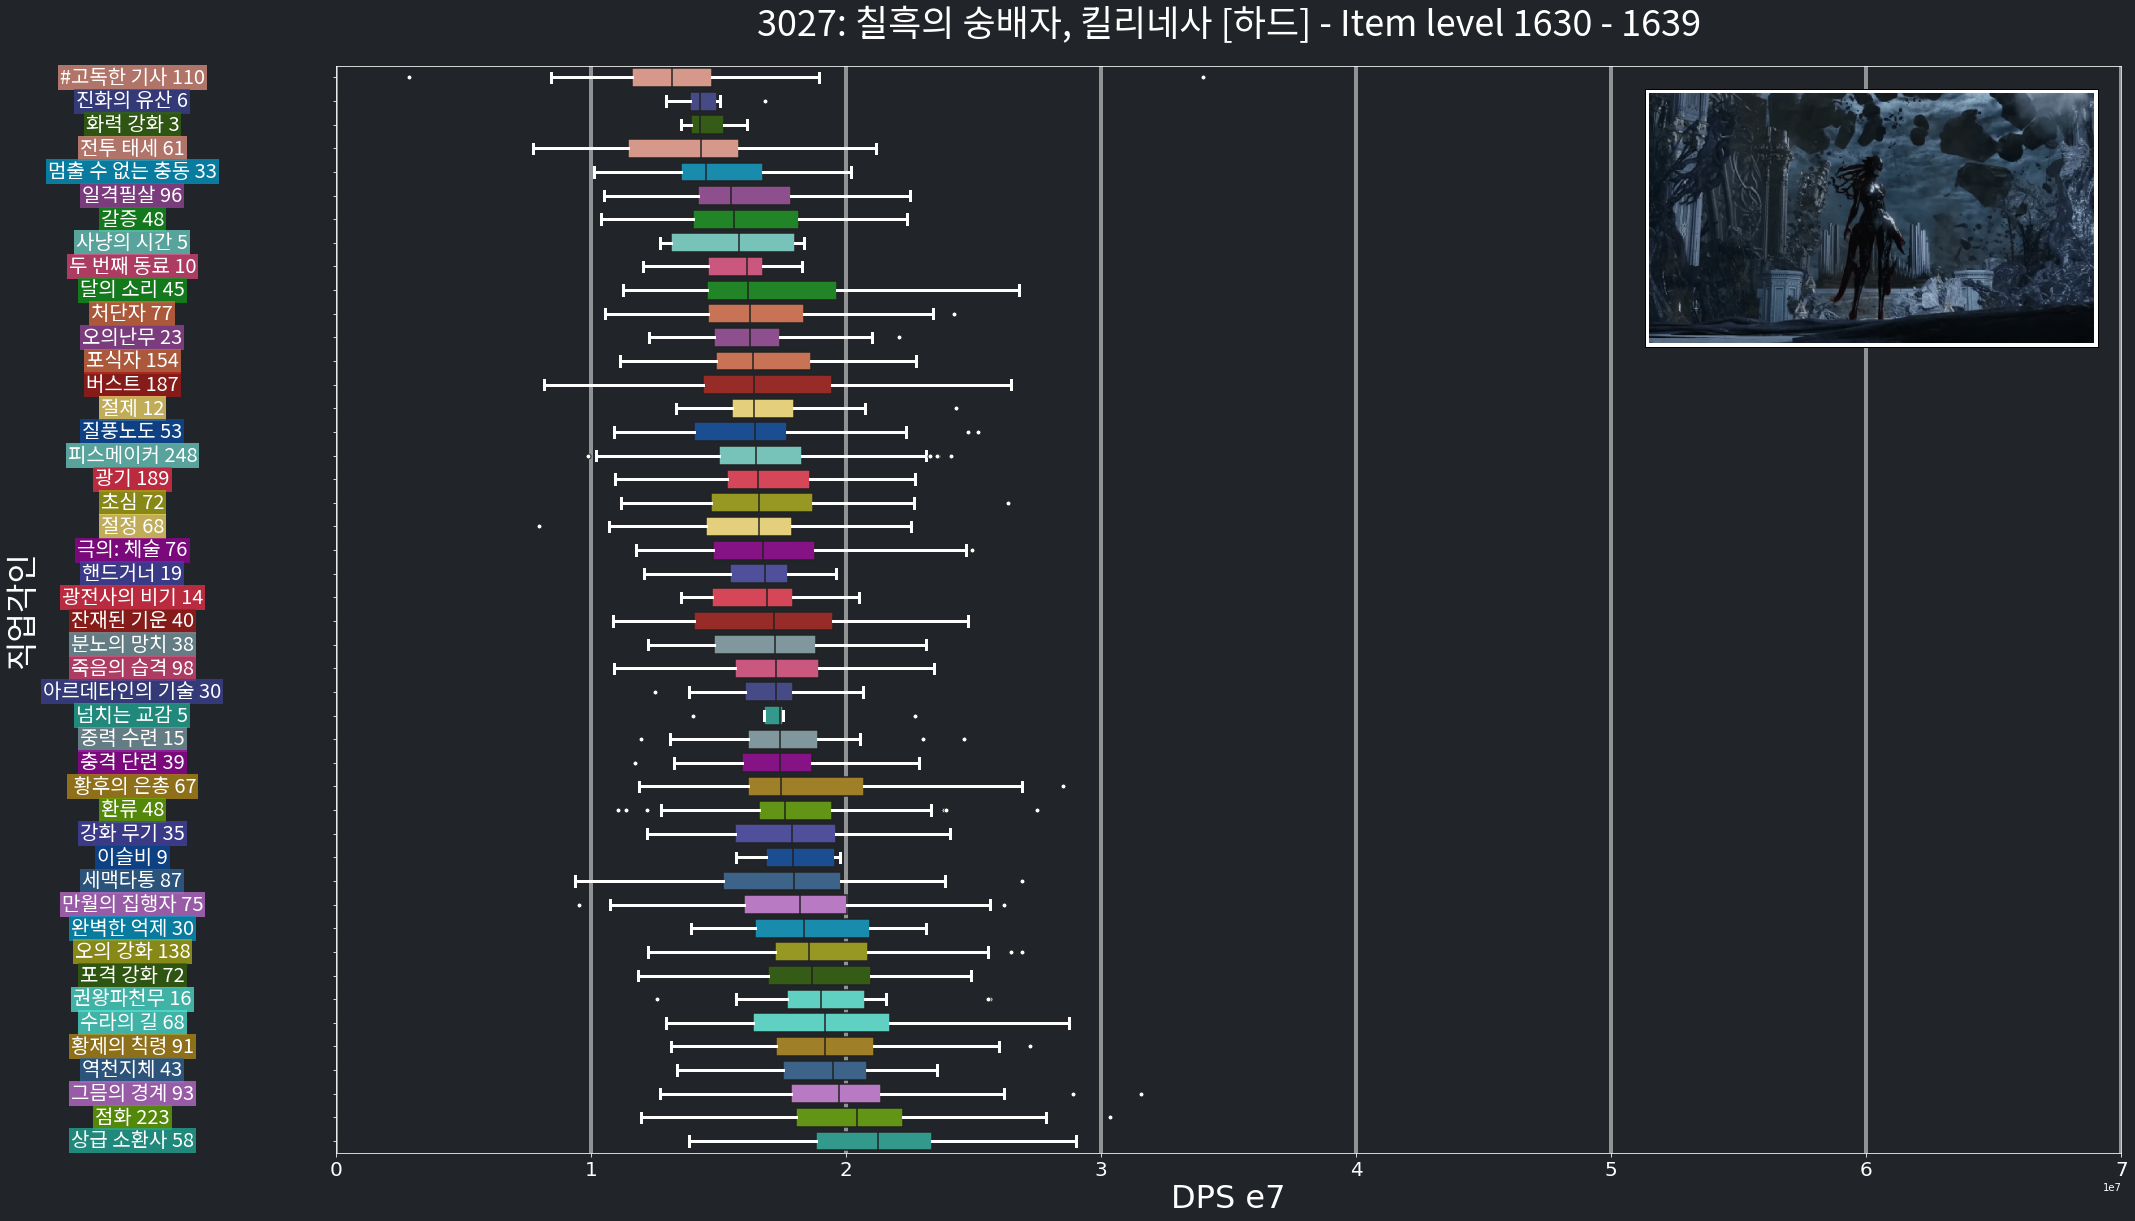 3027: 칠흑의 숭배자, 킬리네사 [하드] - Item level 1630 - 1639
직업각인
#고독한 기사 110
진화의 유산 6
화력 강화 3
전투 태세 61
멈출 수 없는 충동 33
일격필살 96
갈증 48
사냥의 시간 5
두 번째 동료 10
달의 소리 45
처단자 77
오의난무 23
포식자 154
버스트 187
절제 12
질풍노도 53
피스메이커 248
광기 189
초심 72
절정 68
극의: 체술 76
핸드거너 19
광전사의 비기 14
잔재된 기운 40
분노의 망치 38
죽음의 습격 98
아르데타인의 기술 30
넘치는 교감 5
중력 수련 15
충격 단련 39
황후의 은총 67
환류 48
강화 무기 35
이슬비 9
세맥타통 87
만월의 집행자 75
완벽한 억제 30
오의 강화 138
포격 강화 72
권왕파천무 16
수라의 길 68
황제의 칙령 91
역천지체 43
그믐의 경계 93
점화 223
상급 소환사 58
0 1 2 3 4 5 6 7
1e7
DPS e7